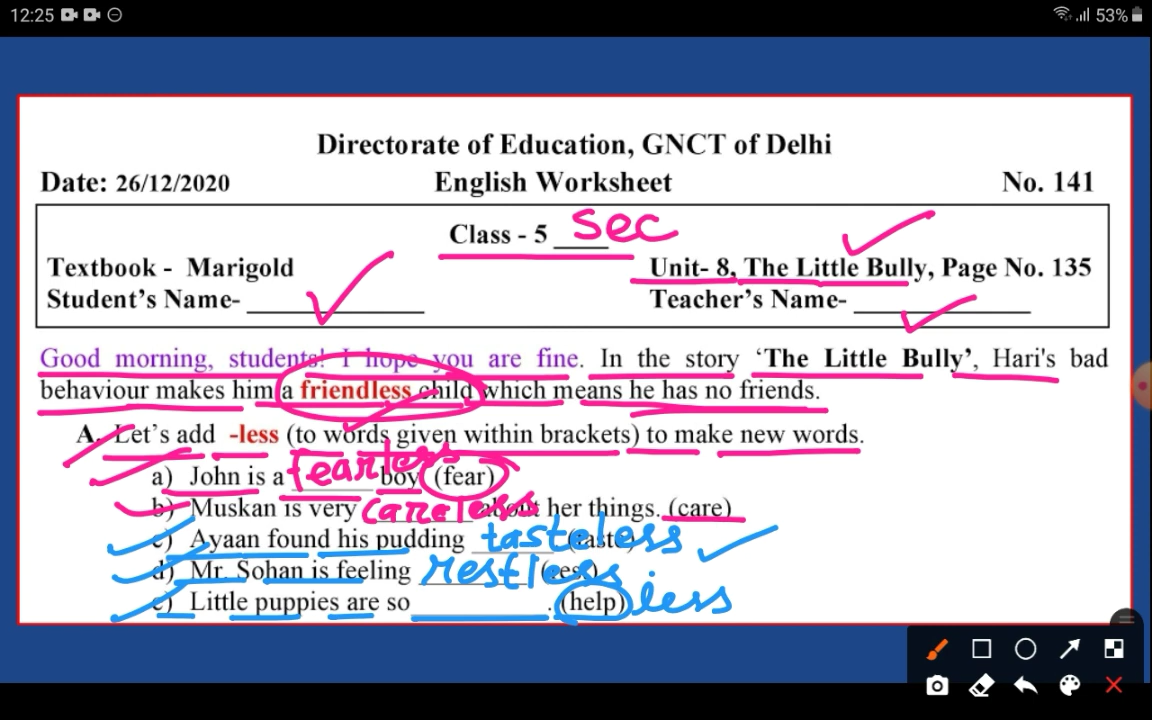 12:25 53%
Directorate of Education, GNCT of Delhi
Date: 26/12/2020 English Worksheet No. 141
Class - 5 ____ sec
Textbook - Marigold Unit- 8, The Little Bully, Page No. 135
Student's Name- ____________ Teacher's Name- ____________
Good morning, students! I hope you are fine. In the story ‘The Little Bully’, Hari's bad
behaviour makes him a friendless child which means he has no friends.
A. Let's add -less (to words given within brackets) to make new words.
a) John is a fearless boy (fear)
b) Muskan is very careless about her things. (care)
c) Ayaan found his pudding tasteless (taste)
d) Mr. Sohan is feeling restless (rest)
e) Little puppies are so __________. (help) less